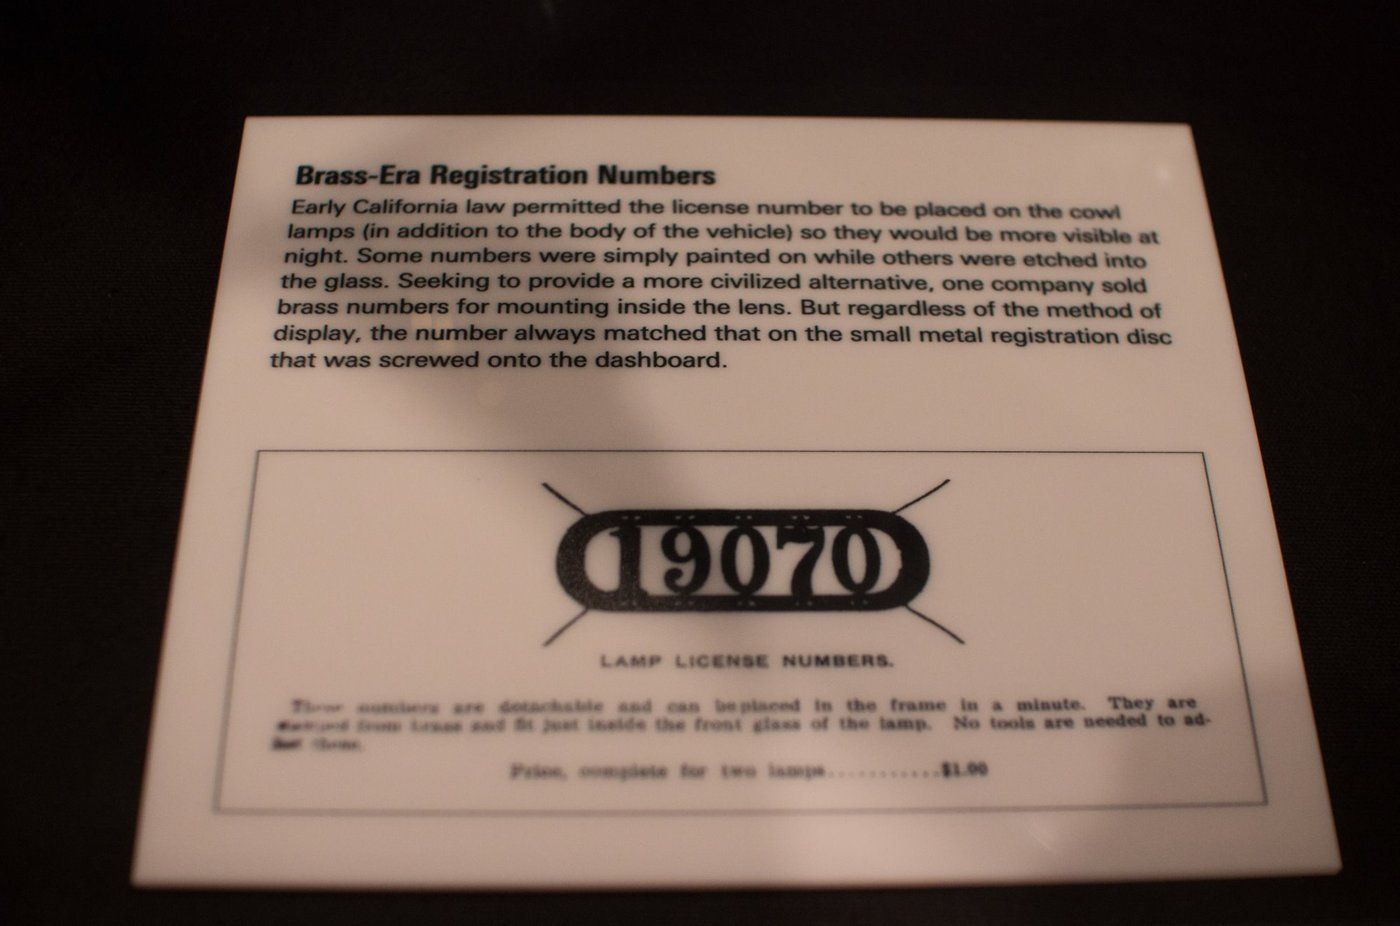 Brass-Era Registration Numbers
Early California law permitted the license number to be placed on the cowl
lamps (in addition to the body of the vehicle) so they would be more visible at
night. Some numbers were simply painted on while others were etched into
the glass. Seeking to provide a more civilized alternative, one company sold
brass numbers for mounting inside the lens. But regardless of the method of
display, the number always matched that on the small metal registration disc
that was screwed onto the dashboard.
19070
LAMP LICENSE NUMBERS.
These numbers are detachable and can be placed in the frame in a minute. They are
from brass and fit just inside the front glass of the lamp. No tools are needed to ad-
them.
Price, complete for two lamps............$1.00